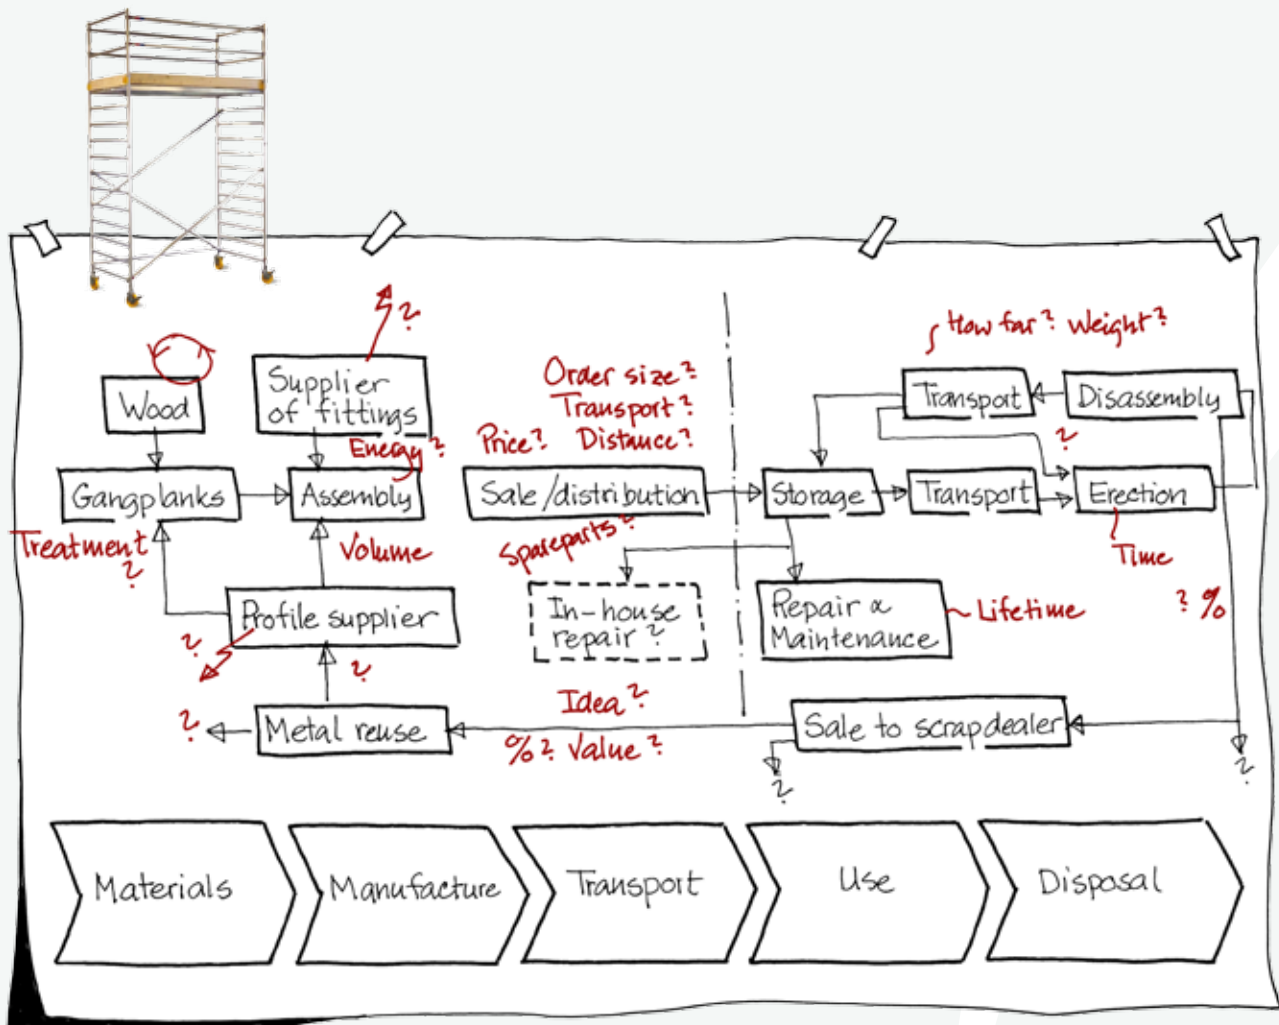 How far? Weight?
?
Wood
Supplier
of fittings
Order size?
Transport?
Price? Distance?
Transport
Disassembly
Energy?
?
Gangplanks
Assembly
Sale/distribution
Storage
Transport
Erection
Treatment
?
Volume
Spareparts?
Time
Profile supplier
In-house
repair?
Repair &
Maintenance
Lifetime
? %
?
?
Idea?
?
Metal reuse
%? Value?
Sale to scrapdealer
?
?
Materials
Manufacture
Transport
Use
Disposal